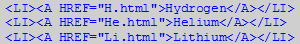 <LI><A HREF="H.html">Hydrogen</A></LI>
<LI><A HREF="He.html">Helium</A></LI>
<LI><A HREF="Li.html">Lithium</A></LI>